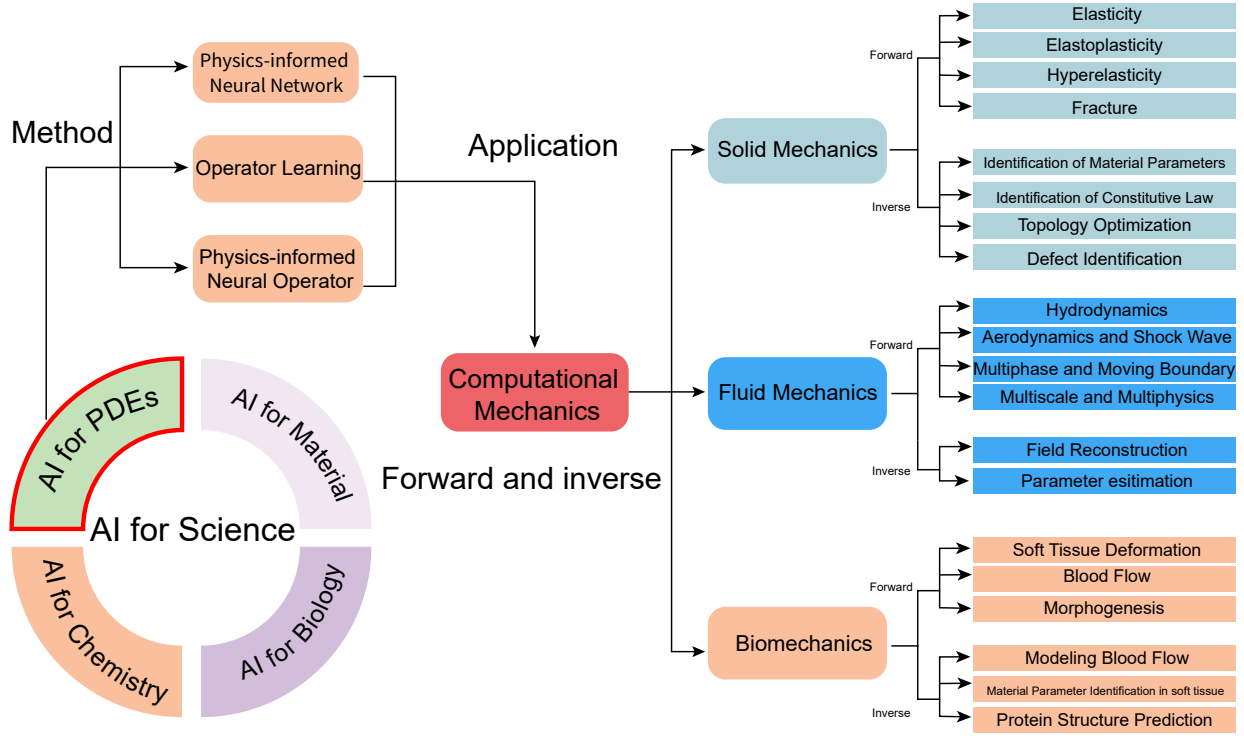 Method
Physics-informed
Neural Network
Operator Learning
Physics-informed
Neural Operator
AI for PDEs
AI for Material
AI for Science
AI for Chemistry
AI for Biology
Application
Computational
Mechanics
Forward and inverse
Solid Mechanics
Forward
Elasticity
Elastoplasticity
Hyperelasticity
Fracture
Inverse
Identification of Material Parameters
Identification of Constitutive Law
Topology Optimization
Defect Identification
Fluid Mechanics
Forward
Hydrodynamics
Aerodynamics and Shock Wave
Multiphase and Moving Boundary
Multiscale and Multiphysics
Inverse
Field Reconstruction
Parameter esitimation
Biomechanics
Forward
Soft Tissue Deformation
Blood Flow
Morphogenesis
Inverse
Modeling Blood Flow
Material Parameter Identification in soft tissue
Protein Structure Prediction